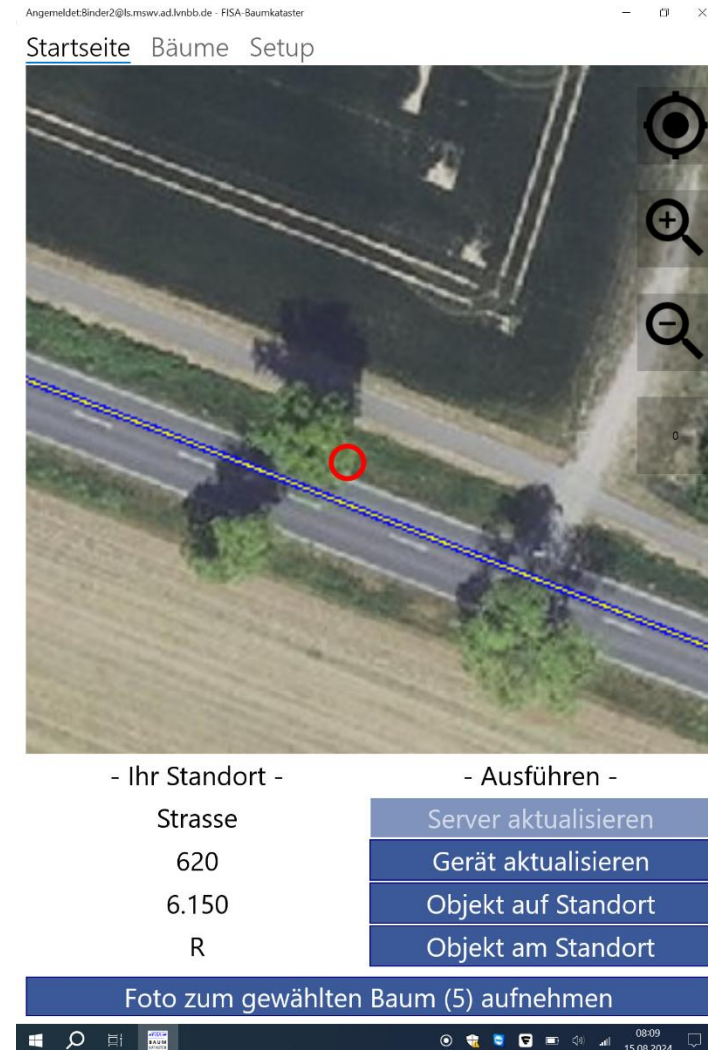 Angemeldet:Binder2@ls.mswv.ad.lvnbb.de - FISA-Baumkataster
Startseite Bäume Setup
0
- Ihr Standort -
- Ausführen -
Strasse
Server aktualisieren
620
Gerät aktualisieren
6.150
Objekt auf Standort
R
Objekt am Standort
Foto zum gewählten Baum (5) aufnehmen
BAUM
08:09
15.08.2024